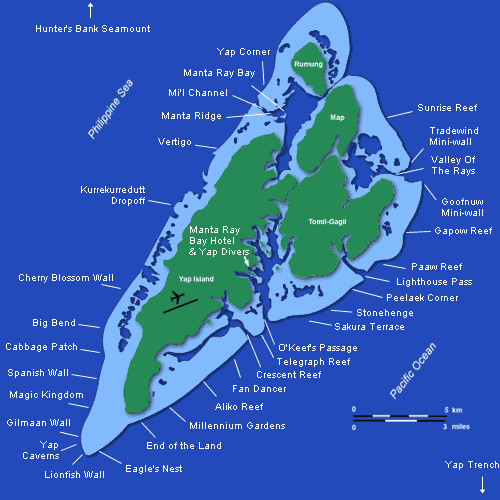 Hunter's Bank Seamount
Philippine Sea
Yap Corner
Manta Ray Bay
Mi'l Channel
Manta Ridge
Vertigo
Kurrekurredutt
Dropoff
Cherry Blossom Wall
Big Bend
Cabbage Patch
Spanish Wall
Magic Kingdom
Gilmaan Wall
Yap
Caverns
Lionfish Wall
Eagle's Nest
End of the Land
Millennium Gardens
Aliko Reef
Fan Dancer
Crescent Reef
Telegraph Reef
O'Keef's Passage
Sakura Terrace
Stonehenge
Peelaek Corner
Lighthouse Pass
Paaw Reef
Gapow Reef
Goofnuw
Mini-wall
Valley Of
The Rays
Tradewind
Mini-wall
Sunrise Reef
Rumung
Map
Tomil-Gagil
Manta Ray
Bay Hotel
& Yap Divers
Yap Island
Pacific Ocean
0 5 km
0 3 miles
Yap Trench